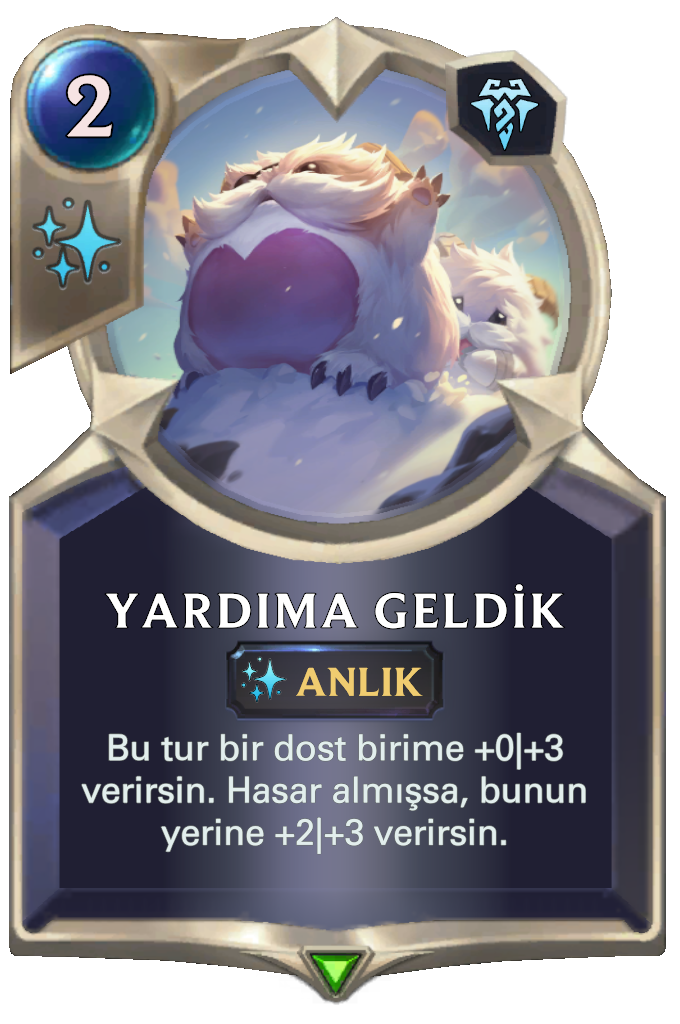 2
YARDIMA GELDİK
ANLIK
Bu tur bir dost birime +0|+3
verirsin. Hasar almışsa, bunun
yerine +2|+3 verirsin.